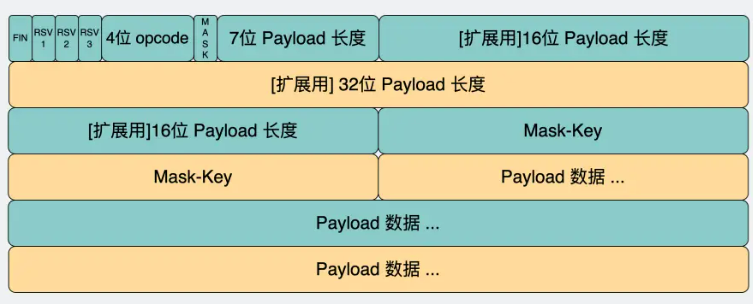 FIN RSV 1 RSV 2 RSV 3 4位 opcode MASK 7位 Payload 长度 [扩展用]16位 Payload 长度
[扩展用] 32位 Payload 长度
[扩展用]16位 Payload 长度 Mask-Key
Mask-Key Payload 数据 ...
Payload 数据 ...
Payload 数据 ...